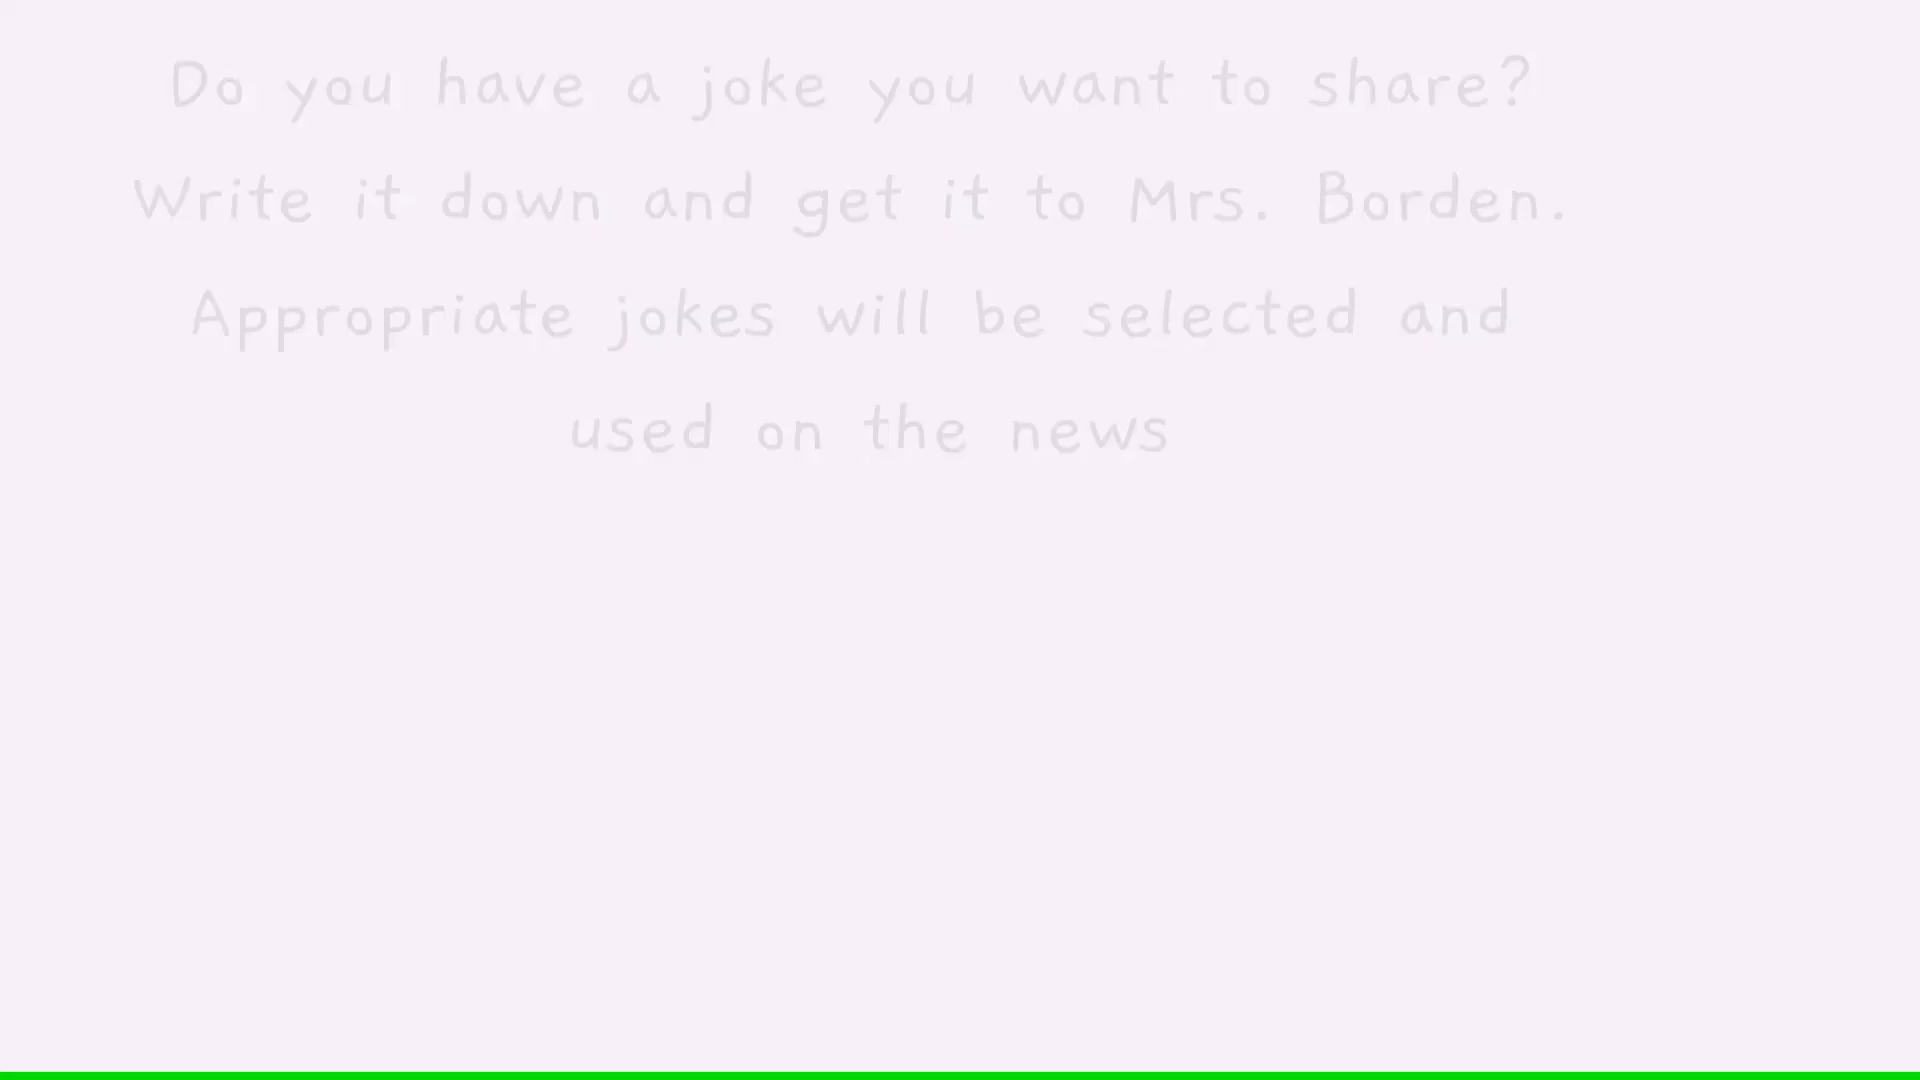 Do you have a joke you want to share?
Write it down and get it to Mrs. Borden.
Appropriate jokes will be selected and
used on the news